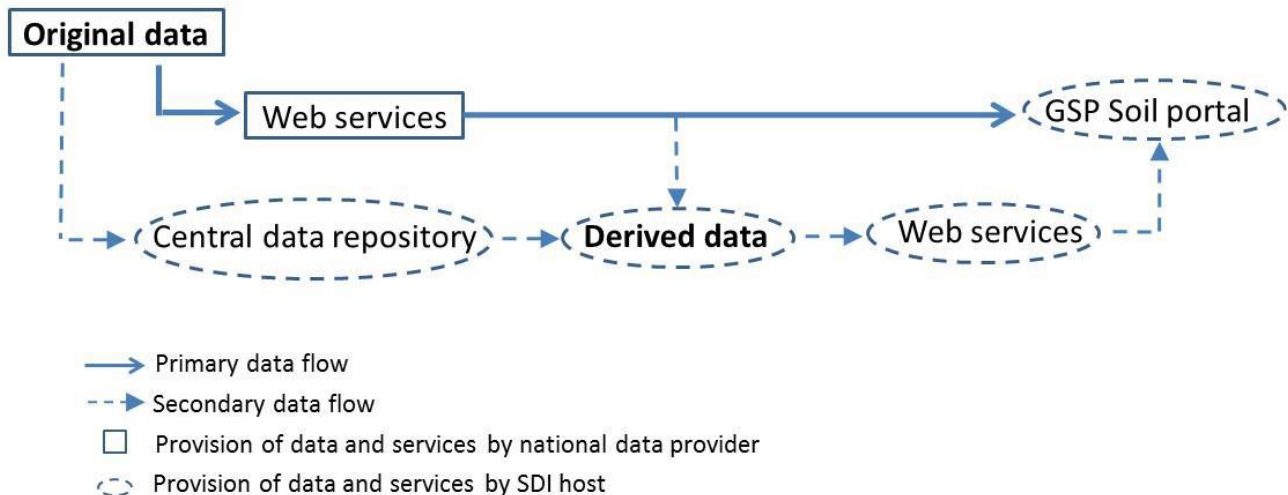 Original data
Web services
GSP Soil portal
Central data repository
Derived data
Web services
Primary data flow
Secondary data flow
Provision of data and services by national data provider
Provision of data and services by SDI host